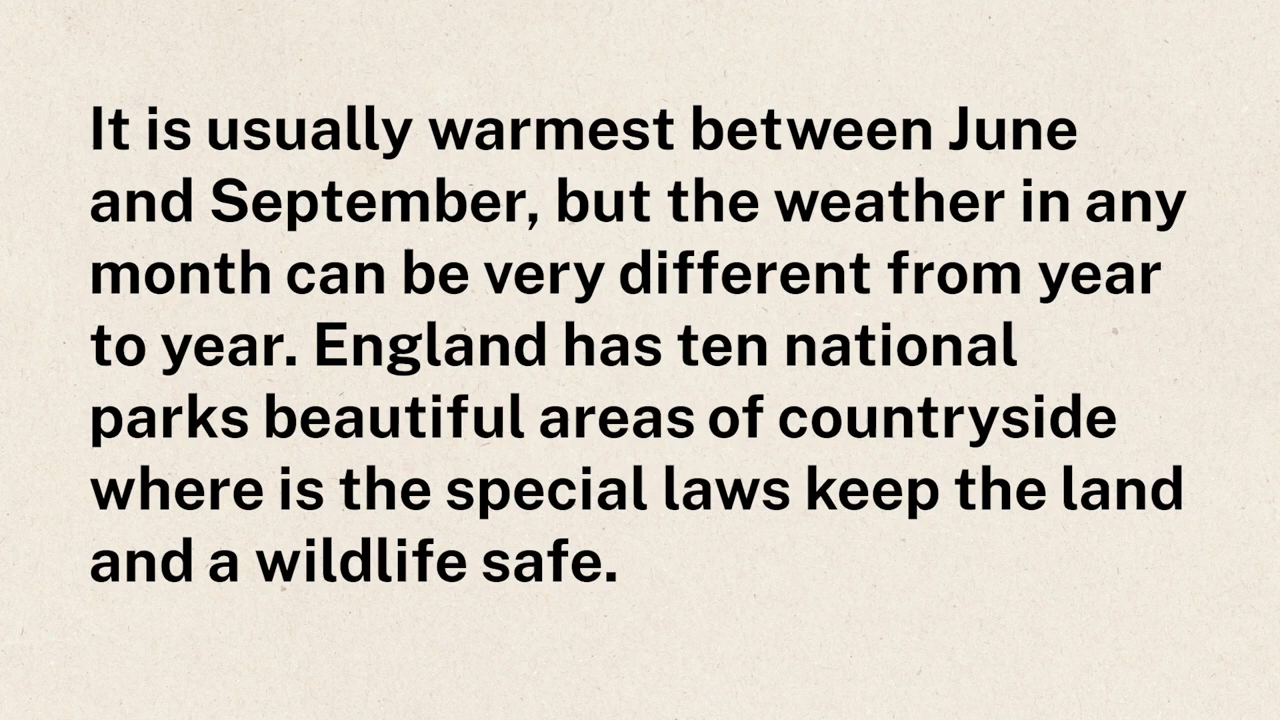 It is usually warmest between June
and September, but the weather in any
month can be very different from year
to year. England has ten national
parks beautiful areas of countryside
where is the special laws keep the land
and a wildlife safe.